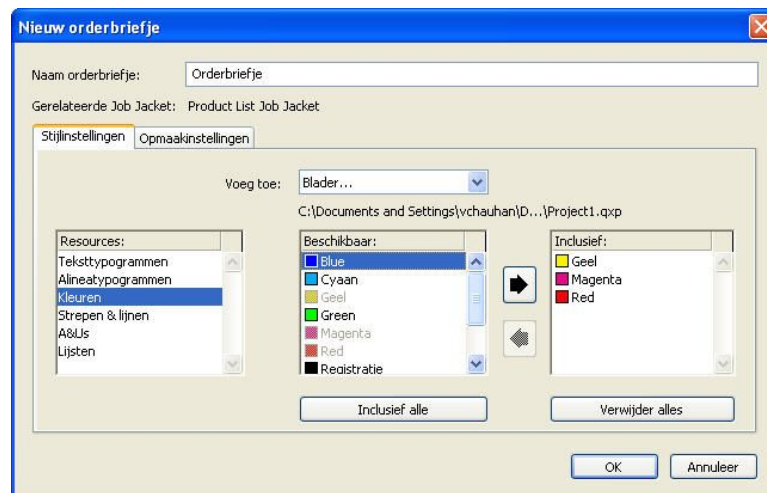 Nieuw orderbriefje
Naam orderbriefje: Orderbriefje
Gerelateerde Job Jacket: Product List Job Jacket
Stijlinstellingen Opmaakinstellingen
Voeg toe: Blader...
C:\Documents and Settings\vchauhan\D...\Project1.qxp
Resources:
Teksttypogrammen
Alineatypogrammen
Kleuren
Strepen & lijnen
A&Us
Lijsten
Beschikbaar:
Blue
Cyaan
Geel
Green
Magenta
Red
Registratie
Inclusief:
Geel
Magenta
Red
Inclusief alle
Verwijder alles
OK Annuleer